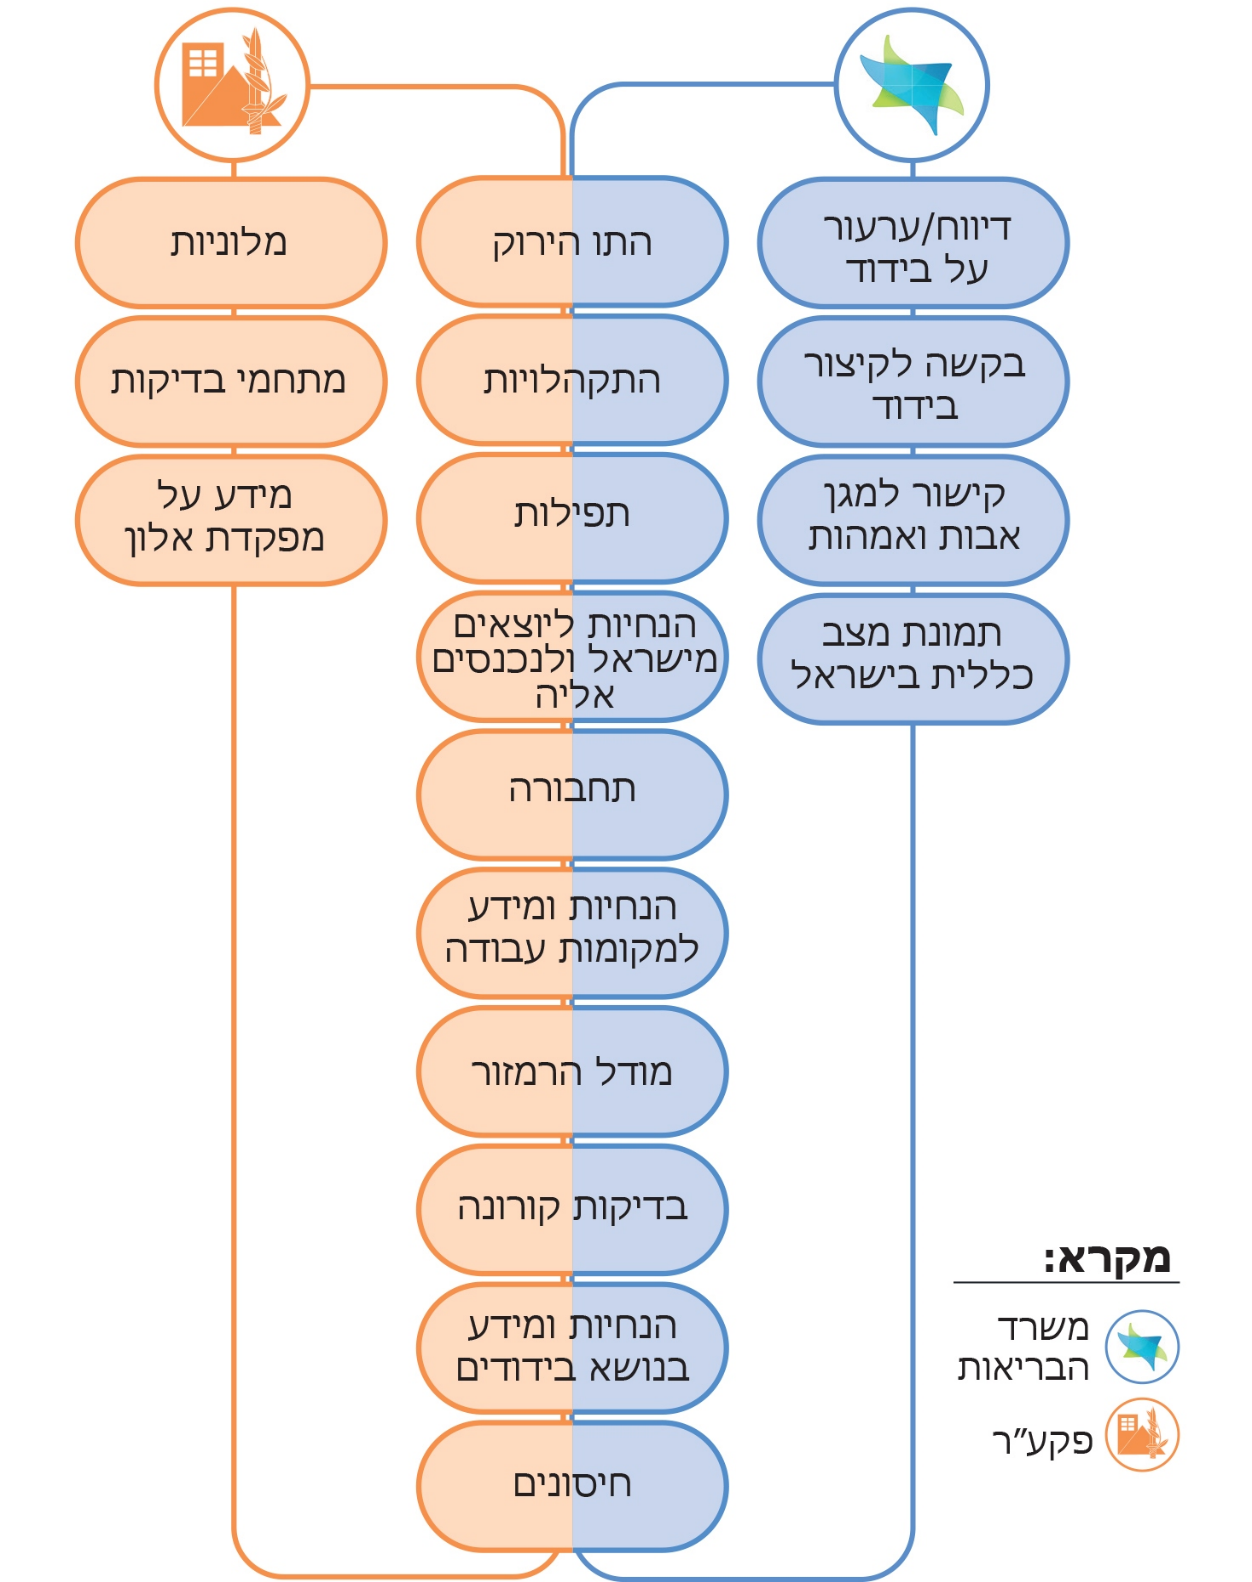 דיווח/ערעור
על בידוד
בקשה לקיצור
בידוד
קישור למגן
אבות ואמהות
תמונת מצב
כללית בישראל
התו הירוק
התקהלויות
תפילות
הנחיות ליוצאים
מישראל ולנכנסים
אליה
תחבורה
הנחיות ומידע
למקומות עבודה
מודל הרמזור
בדיקות קורונה
הנחיות ומידע
בנושא בידודים
חיסונים
מלוניות
מתחמי בדיקות
מידע על
מפקדת אלון
מקרא:
משרד
הבריאות
פקע״ר